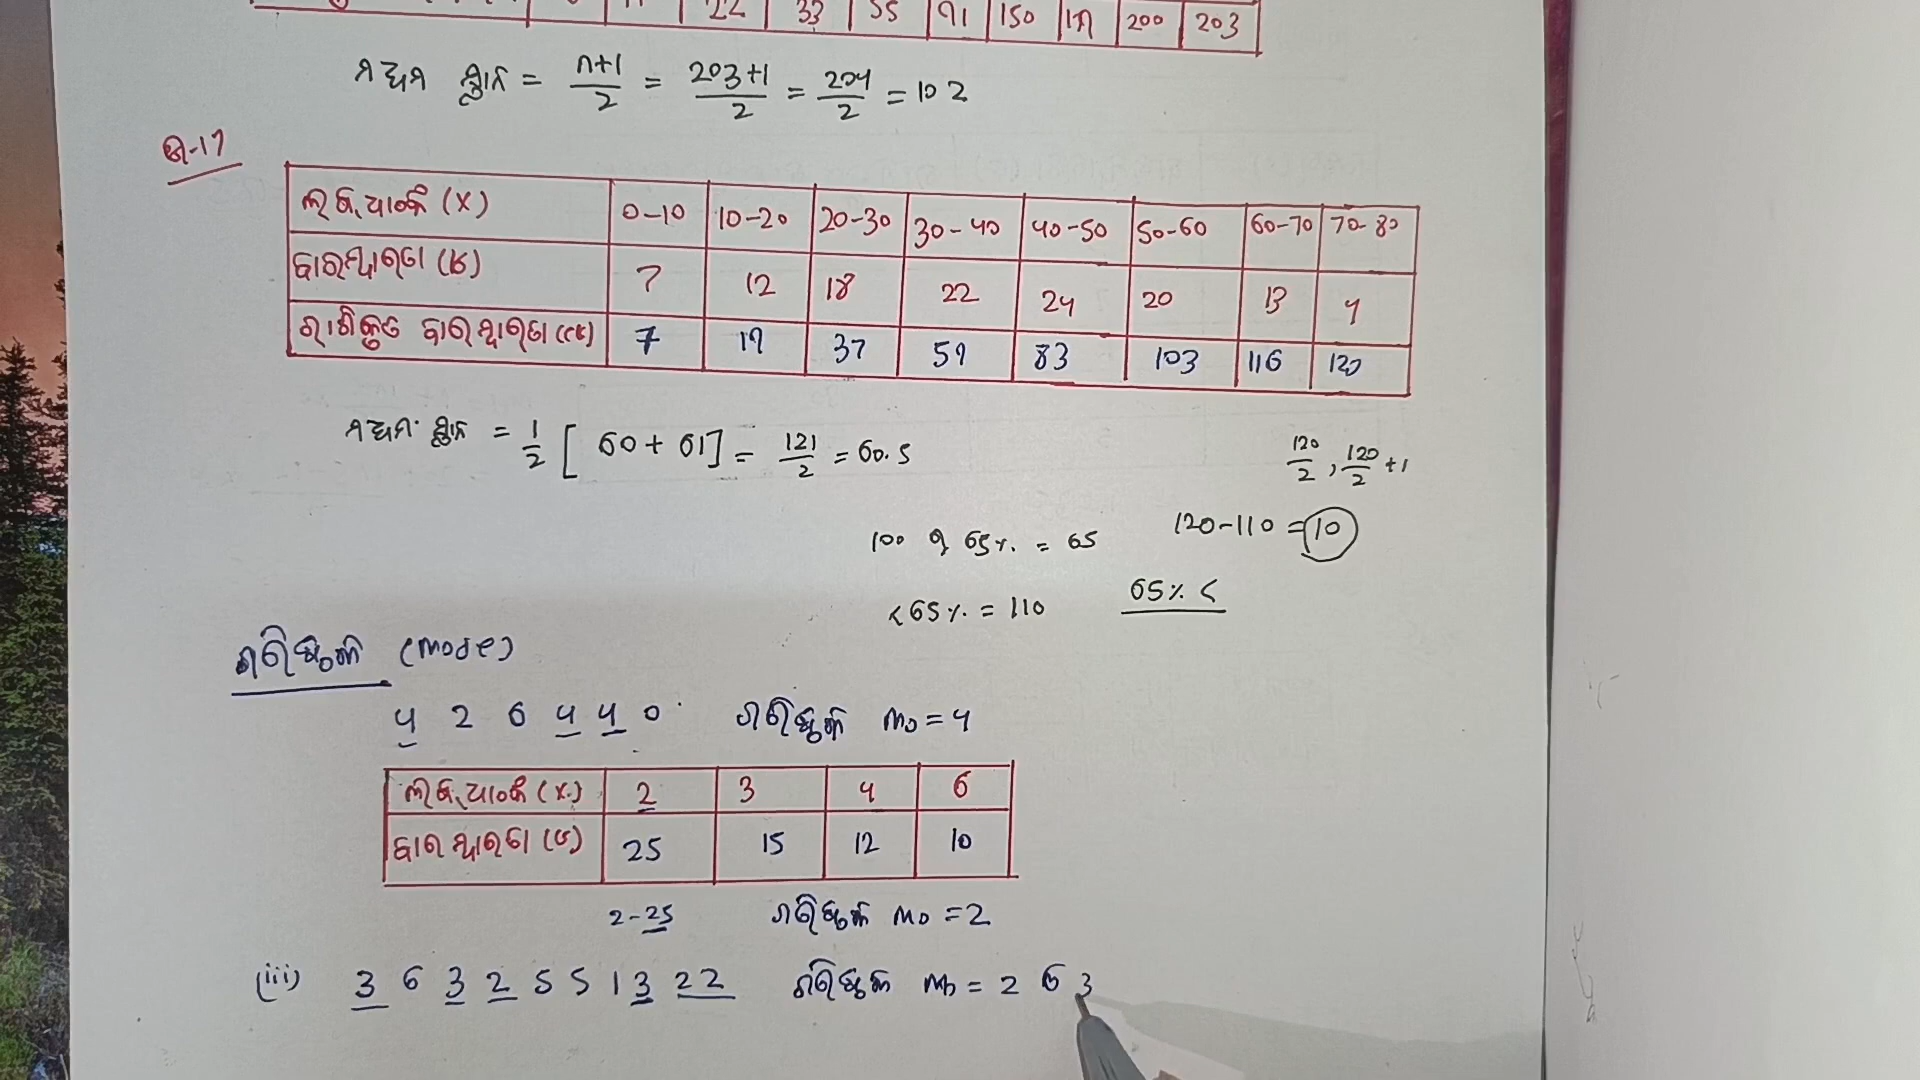 22 33 55 91 150 179 200 203
ମଧ୍ୟମ ସ୍ଥାନ = n+1/2 = 203+1/2 = 204/2 = 102
ଉ-17
ଲବ୍ଧାଙ୍କ (x) 0-10 10-20 20-30 30-40 40-50 50-60 60-70 70-80
ବାରମ୍ବାରତା (f) 7 12 18 22 24 20 13 4
ରାଶିକୃତ ବାରମ୍ବାରତା (cf) 7 19 37 59 83 103 116 120
ମଧ୍ୟମ ସ୍ଥାନ = 1/2 [ 60 + 61] = 121/2 = 60.5
120/2 , 120/2 + 1
100 ରୁ 65% = 65
120-110 = 10
< 65% = 110
65% <
ଗରିଷ୍ଠକ (mode)
4 2 6 4 4 0 ଗରିଷ୍ଠକ Mo = 4
ଲବ୍ଧାଙ୍କ (x) 2 3 4 6
ବାରମ୍ବାରତା (f) 25 15 12 10
2-25 ଗରିଷ୍ଠକ Mo = 2
(iii) 3 6 3 2 5 5 1 3 2 2 ଗରିଷ୍ଠକ Mo = 2 ଓ 3